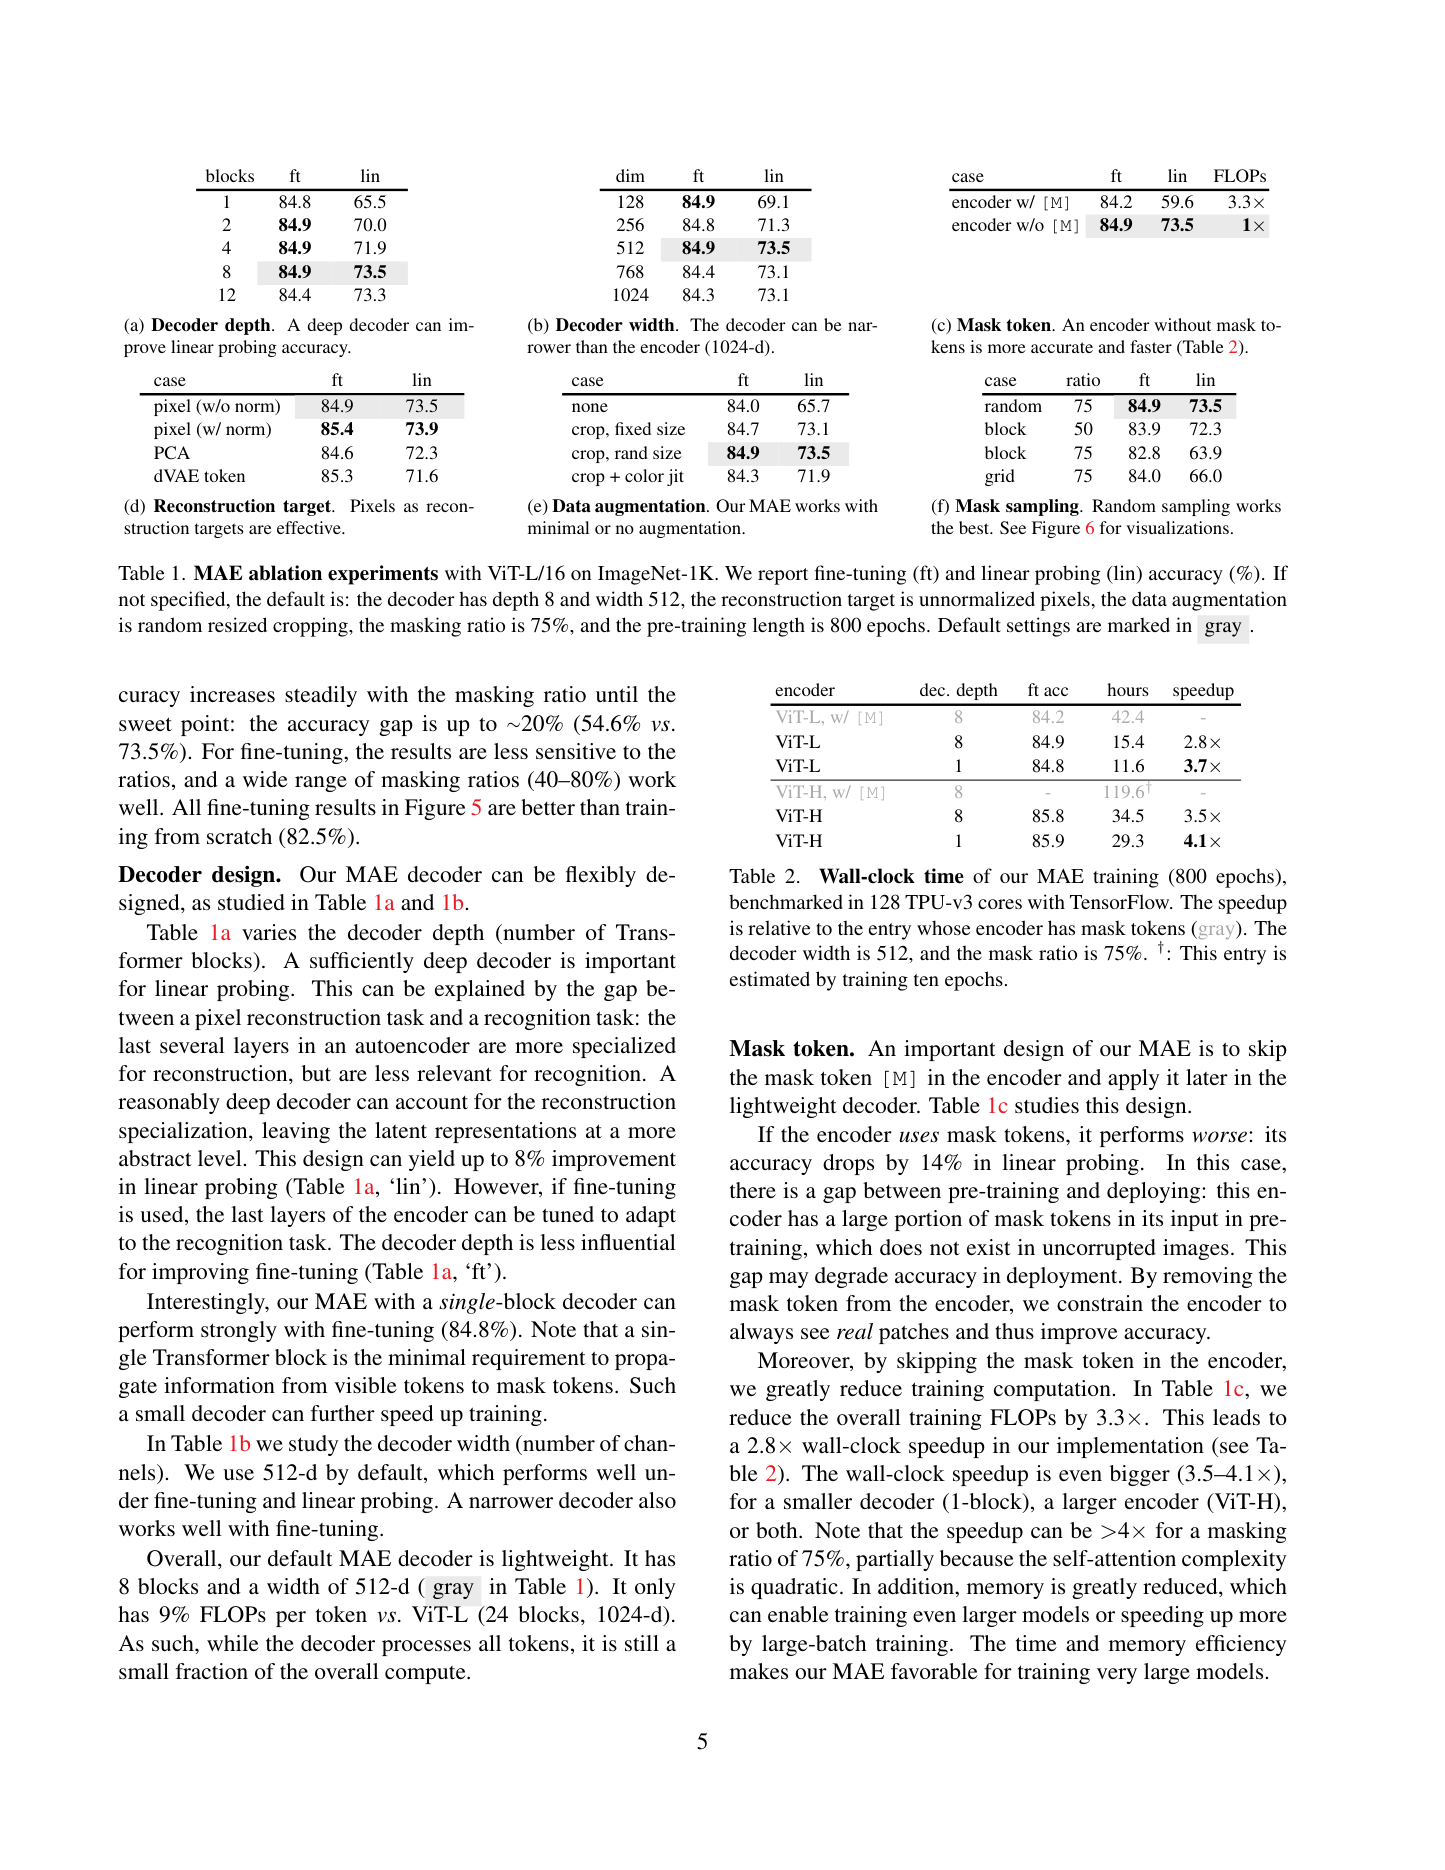 blocks ft lin
1 84.8 65.5
2 84.9 70.0
4 84.9 71.9
8 84.9 73.5
12 84.4 73.3
(a) Decoder depth. A deep decoder can im-
prove linear probing accuracy.
dim ft lin
128 84.9 69.1
256 84.8 71.3
512 84.9 73.5
768 84.4 73.1
1024 84.3 73.1
(b) Decoder width. The decoder can be nar-
rower than the encoder (1024-d).
case ft lin FLOPs
encoder w/ [M] 84.2 59.6 3.3×
encoder w/o [M] 84.9 73.5 1×
(c) Mask token. An encoder without mask to-
kens is more accurate and faster (Table 2).
case ft lin
pixel (w/o norm) 84.9 73.5
pixel (w/ norm) 85.4 73.9
PCA 84.6 72.3
dVAE token 85.3 71.6
(d) Reconstruction target. Pixels as recon-
struction targets are effective.
case ft lin
none 84.0 65.7
crop, fixed size 84.7 73.1
crop, rand size 84.9 73.5
crop + color jit 84.3 71.9
(e) Data augmentation. Our MAE works with
minimal or no augmentation.
case ratio ft lin
random 75 84.9 73.5
block 50 83.9 72.3
block 75 82.8 63.9
grid 75 84.0 66.0
(f) Mask sampling. Random sampling works
the best. See Figure 6 for visualizations.
Table 1. MAE ablation experiments with ViT-L/16 on ImageNet-1K. We report fine-tuning (ft) and linear probing (lin) accuracy (%). If
not specified, the default is: the decoder has depth 8 and width 512, the reconstruction target is unnormalized pixels, the data augmentation
is random resized cropping, the masking ratio is 75%, and the pre-training length is 800 epochs. Default settings are marked in gray .
curacy increases steadily with the masking ratio until the
sweet point: the accuracy gap is up to ∼20% (54.6% vs.
73.5%). For fine-tuning, the results are less sensitive to the
ratios, and a wide range of masking ratios (40–80%) work
well. All fine-tuning results in Figure 5 are better than train-
ing from scratch (82.5%).
Decoder design. Our MAE decoder can be flexibly de-
signed, as studied in Table 1a and 1b.
Table 1a varies the decoder depth (number of Trans-
former blocks). A sufficiently deep decoder is important
for linear probing. This can be explained by the gap be-
tween a pixel reconstruction task and a recognition task: the
last several layers in an autoencoder are more specialized
for reconstruction, but are less relevant for recognition. A
reasonably deep decoder can account for the reconstruction
specialization, leaving the latent representations at a more
abstract level. This design can yield up to 8% improvement
in linear probing (Table 1a, ‘lin’). However, if fine-tuning
is used, the last layers of the encoder can be tuned to adapt
to the recognition task. The decoder depth is less influential
for improving fine-tuning (Table 1a, ‘ft’).
Interestingly, our MAE with a single-block decoder can
perform strongly with fine-tuning (84.8%). Note that a sin-
gle Transformer block is the minimal requirement to propa-
gate information from visible tokens to mask tokens. Such
a small decoder can further speed up training.
In Table 1b we study the decoder width (number of chan-
nels). We use 512-d by default, which performs well un-
der fine-tuning and linear probing. A narrower decoder also
works well with fine-tuning.
Overall, our default MAE decoder is lightweight. It has
8 blocks and a width of 512-d ( gray in Table 1). It only
has 9% FLOPs per token vs. ViT-L (24 blocks, 1024-d).
As such, while the decoder processes all tokens, it is still a
small fraction of the overall compute.
encoder dec. depth ft acc hours speedup
ViT-L, w/ [M] 8 84.2 42.4 -
ViT-L 8 84.9 15.4 2.8×
ViT-L 1 84.8 11.6 3.7×
ViT-H, w/ [M] 8 - 119.6† -
ViT-H 8 85.8 34.5 3.5×
ViT-H 1 85.9 29.3 4.1×
Table 2. Wall-clock time of our MAE training (800 epochs),
benchmarked in 128 TPU-v3 cores with TensorFlow. The speedup
is relative to the entry whose encoder has mask tokens (gray). The
decoder width is 512, and the mask ratio is 75%. †: This entry is
estimated by training ten epochs.
Mask token. An important design of our MAE is to skip
the mask token [M] in the encoder and apply it later in the
lightweight decoder. Table 1c studies this design.
If the encoder uses mask tokens, it performs worse: its
accuracy drops by 14% in linear probing. In this case,
there is a gap between pre-training and deploying: this en-
coder has a large portion of mask tokens in its input in pre-
training, which does not exist in uncorrupted images. This
gap may degrade accuracy in deployment. By removing the
mask token from the encoder, we constrain the encoder to
always see real patches and thus improve accuracy.
Moreover, by skipping the mask token in the encoder,
we greatly reduce training computation. In Table 1c, we
reduce the overall training FLOPs by 3.3×. This leads to
a 2.8× wall-clock speedup in our implementation (see Ta-
ble 2). The wall-clock speedup is even bigger (3.5–4.1×),
for a smaller decoder (1-block), a larger encoder (ViT-H),
or both. Note that the speedup can be >4× for a masking
ratio of 75%, partially because the self-attention complexity
is quadratic. In addition, memory is greatly reduced, which
can enable training even larger models or speeding up more
by large-batch training. The time and memory efficiency
makes our MAE favorable for training very large models.
5